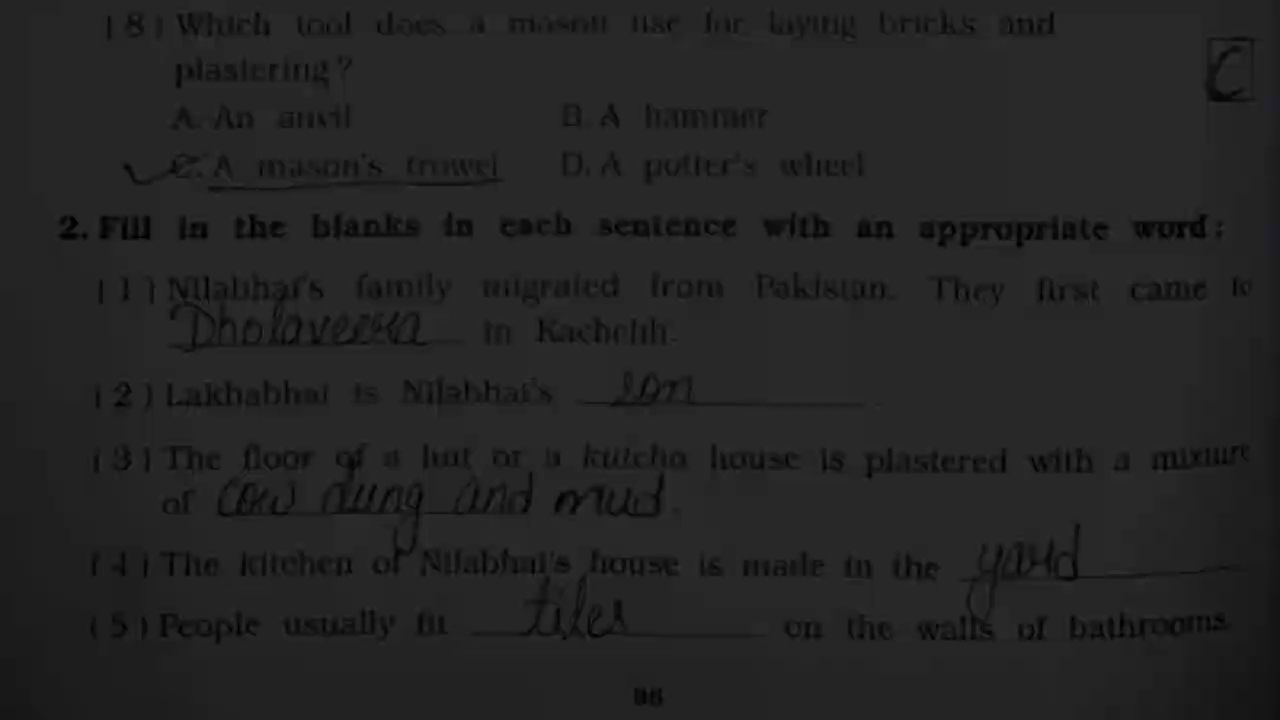 (8) Which tool does a mason use for laying bricks and
plastering?
C
A. An anvil B. A hammer
C. A mason's trowel D. A potter's wheel
2. Fill in the blanks in each sentence with an appropriate word:
(1) Nilabhai's family migrated from Pakistan. They first came to
Dholaveera in Kachchh.
(2) Lakhabhai is Nilabhai's son
(3) The floor of a hut or a kutcha house is plastered with a mixture
of cow dung and mud.
(4) The kitchen of Nilabhai's house is made in the yard
(5) People usually fit tiles on the walls of bathrooms.
96